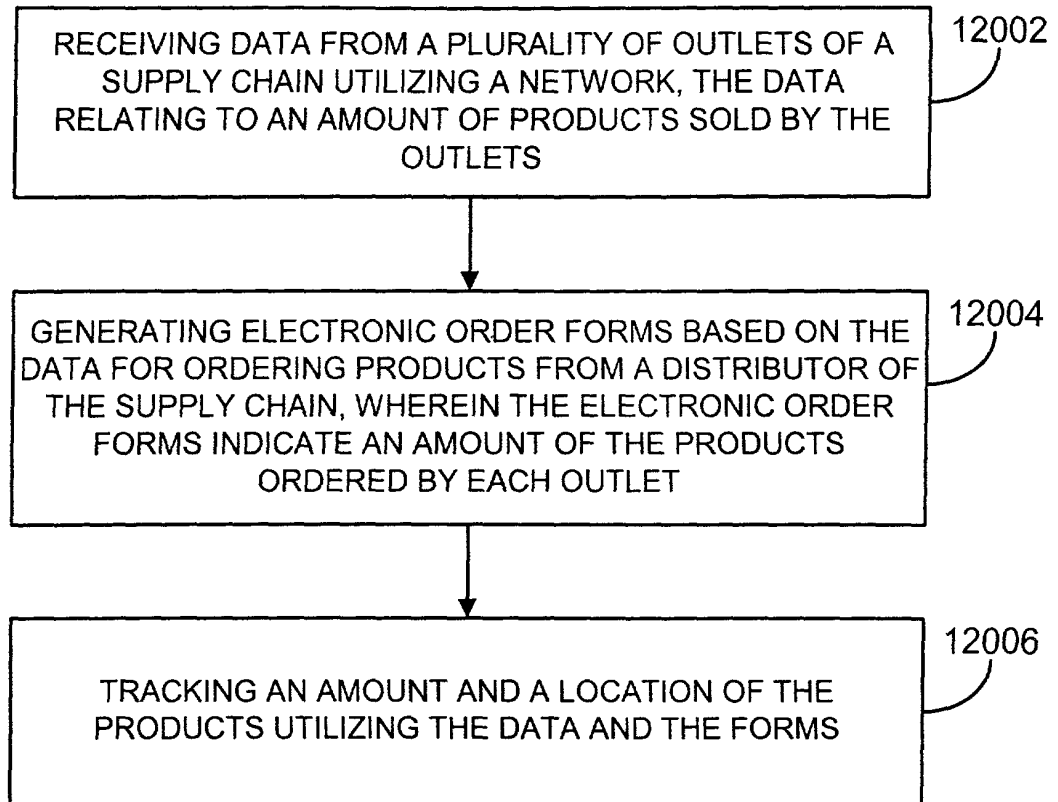 RECEIVING DATA FROM A PLURALITY OF OUTLETS OF A
SUPPLY CHAIN UTILIZING A NETWORK, THE DATA
RELATING TO AN AMOUNT OF PRODUCTS SOLD BY THE
OUTLETS
12002
GENERATING ELECTRONIC ORDER FORMS BASED ON THE
DATA FOR ORDERING PRODUCTS FROM A DISTRIBUTOR OF
THE SUPPLY CHAIN, WHEREIN THE ELECTRONIC ORDER
FORMS INDICATE AN AMOUNT OF THE PRODUCTS
ORDERED BY EACH OUTLET
12004
TRACKING AN AMOUNT AND A LOCATION OF THE
PRODUCTS UTILIZING THE DATA AND THE FORMS
12006